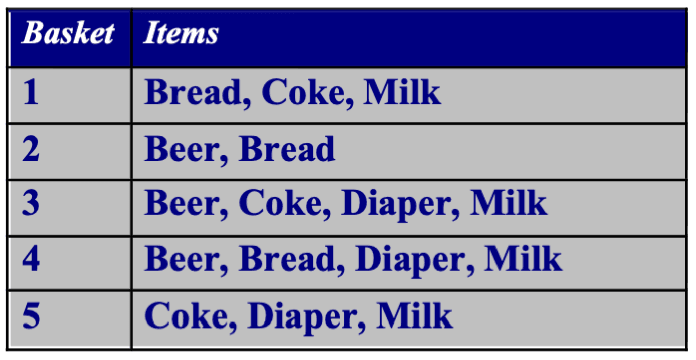 Basket Items
1 Bread, Coke, Milk
2 Beer, Bread
3 Beer, Coke, Diaper, Milk
4 Beer, Bread, Diaper, Milk
5 Coke, Diaper, Milk